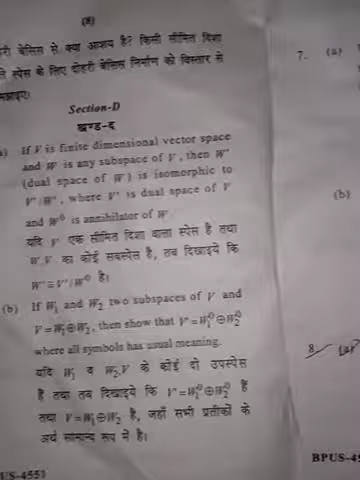 (8)
दोहरी बेसिस से क्या आशय है? किसी सीमित दिशा
स्पेस के लिए दोहरी बेसिस निर्माण को विस्तार से
Section-D
खण्ड-द
a) If V is finite dimensional vector space
and W is any subspace of V, then W'
(dual space of W) is isomorphic to
V'/W⁰, where V' is dual space of V
and W⁰ is annihilator of W.
यदि V एक सीमित दिशा वाला स्पेस है तथा
W, V का कोई सबस्पेस है, तब दिखाइये कि
W' ≅ V'/W⁰ है।
(b) If W₁ and W₂ two subspaces of V and
V = W₁⊕W₂, then show that V' = W₁⁰⊕W₂⁰
where all symbols has usual meaning.
यदि W₁ व W₂, V के कोई दो उपस्पेस
है तथा तब दिखाइये कि V' = W₁⁰⊕W₂⁰ है
तथा V = W₁⊕W₂ है, जहाँ सभी प्रतीकों के
अर्थ सामान्य रूप में है।
US-4551
7. (a)
(b)
8. (a)
BPUS-45